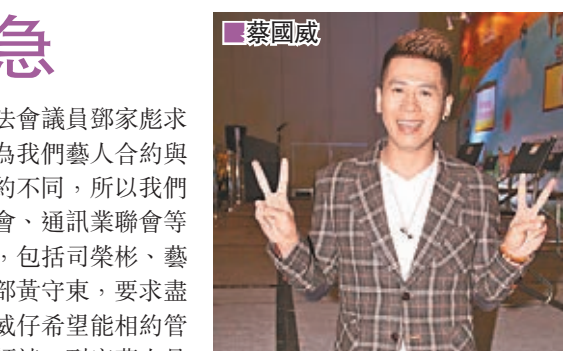 急
法會議員鄧家彪求
為我們藝人合約與
約不同，所以我們
會、通訊業聯會等
，包括司榮彬、藝
部黃守東，要求盡
威仔希望能相約管
■蔡國威